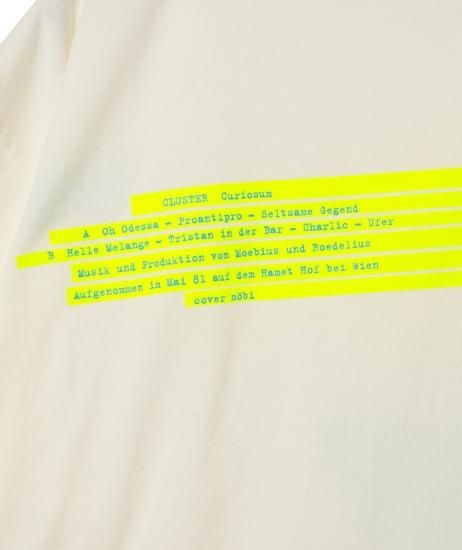 CLUSTER Curiosum
A Oh Odessa - Proantipro - Seltsame Gegend
B Helle Melange - Tristan in der Bar - Charlic - Ufer
Musik und Produktion von Moebius und Roedelius
Aufgenommen im Mai 81 auf dem Hamet Hof bei Wien
cover möbi